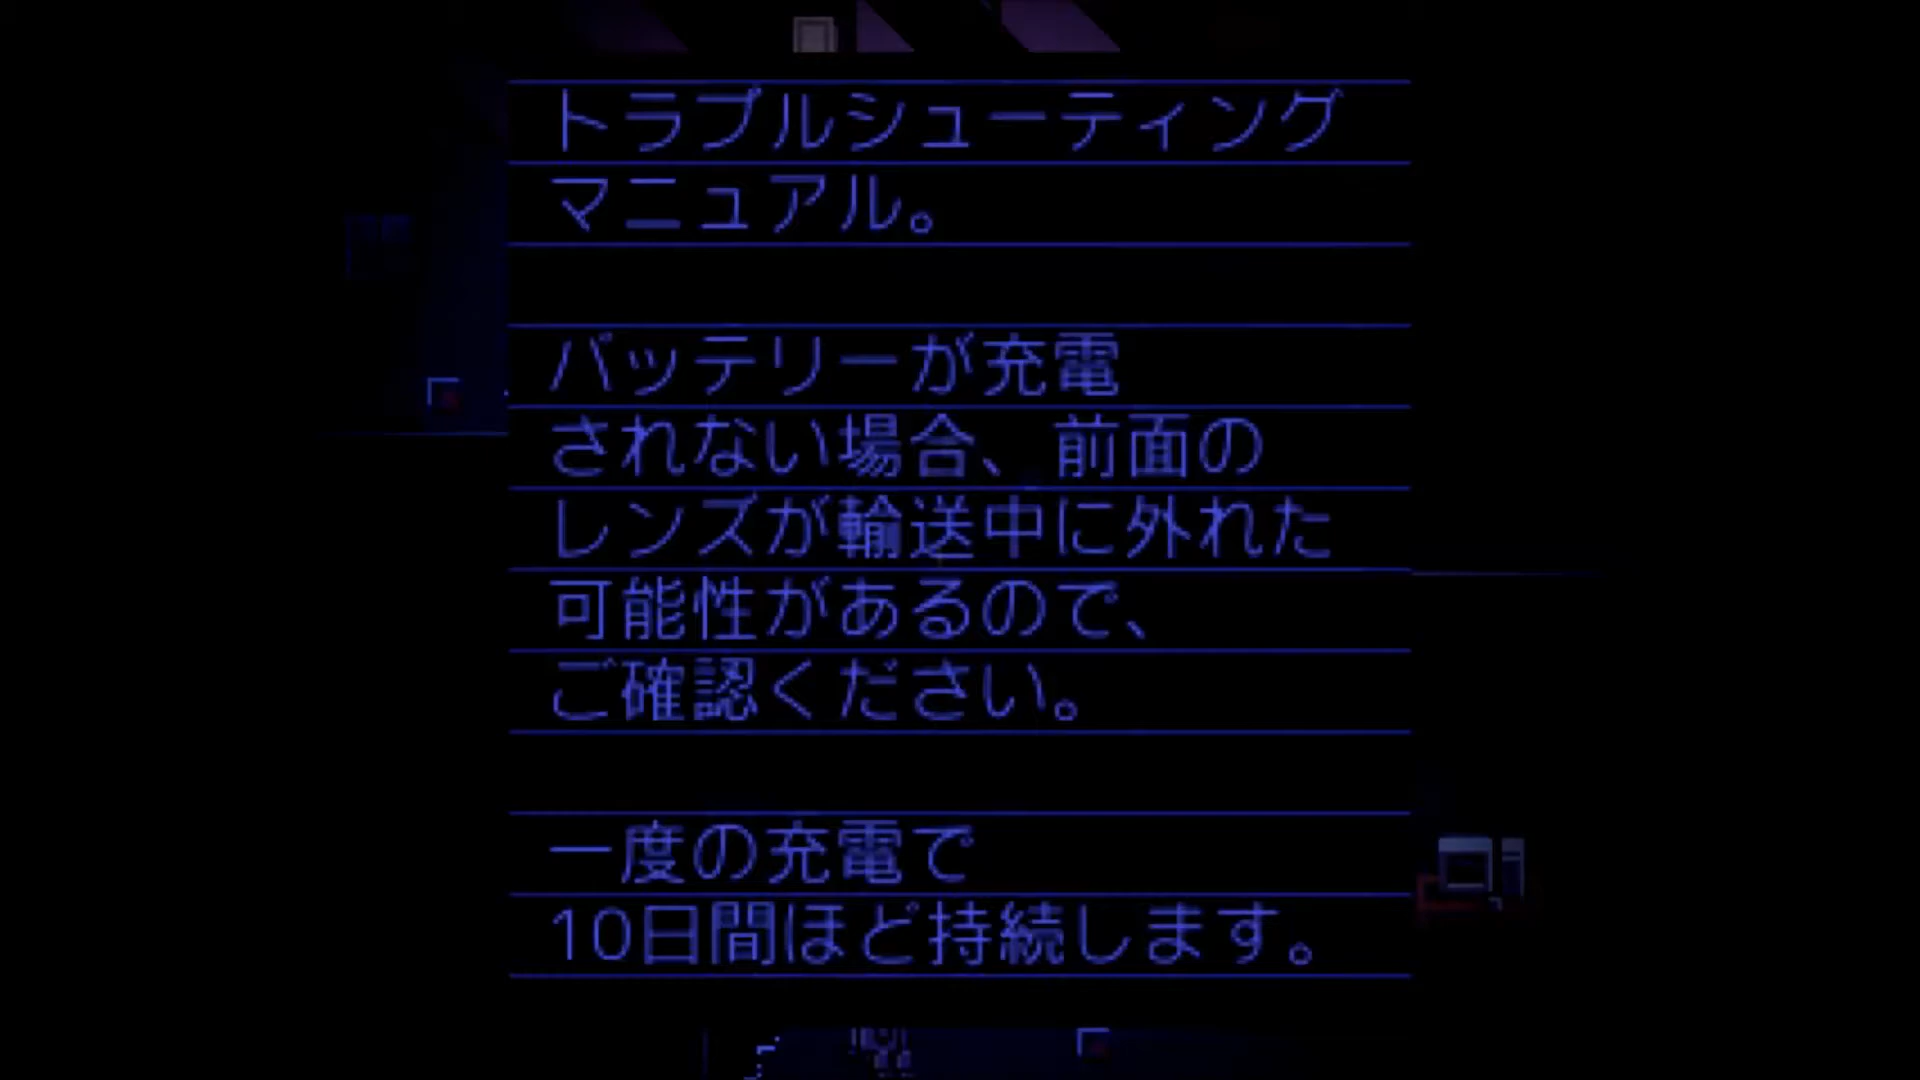 トラブルシューティング
マニュアル。
バッテリーが充電
されない場合、前面の
レンズが輸送中に外れた
可能性があるので、
ご確認ください。
一度の充電で
10日間ほど持続します。